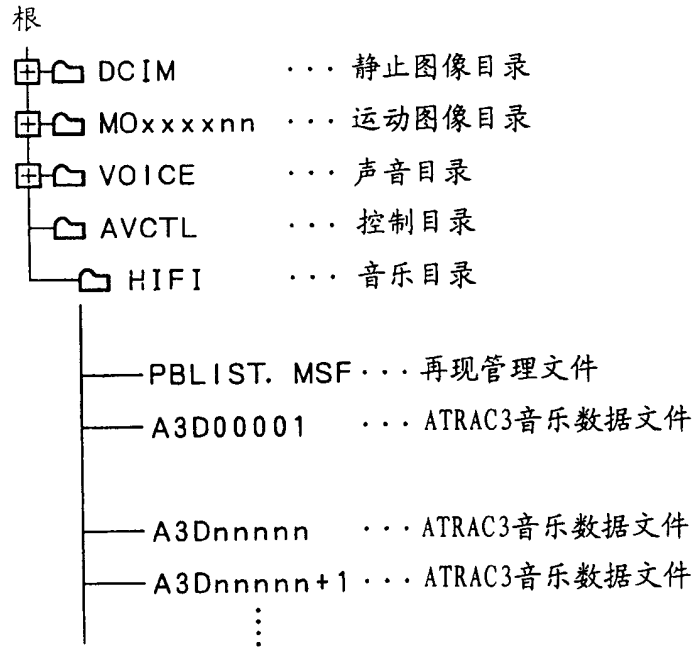 根
DCIM ··· 静止图像目录
MOxxxxnn ··· 运动图像目录
VOICE ··· 声音目录
AVCTL ··· 控制目录
HIFI ··· 音乐目录
PBLIST. MSF ··· 再现管理文件
A3D00001 ··· ATRAC3音乐数据文件
A3Dnnnnn ··· ATRAC3音乐数据文件
A3Dnnnnn+1 ··· ATRAC3音乐数据文件